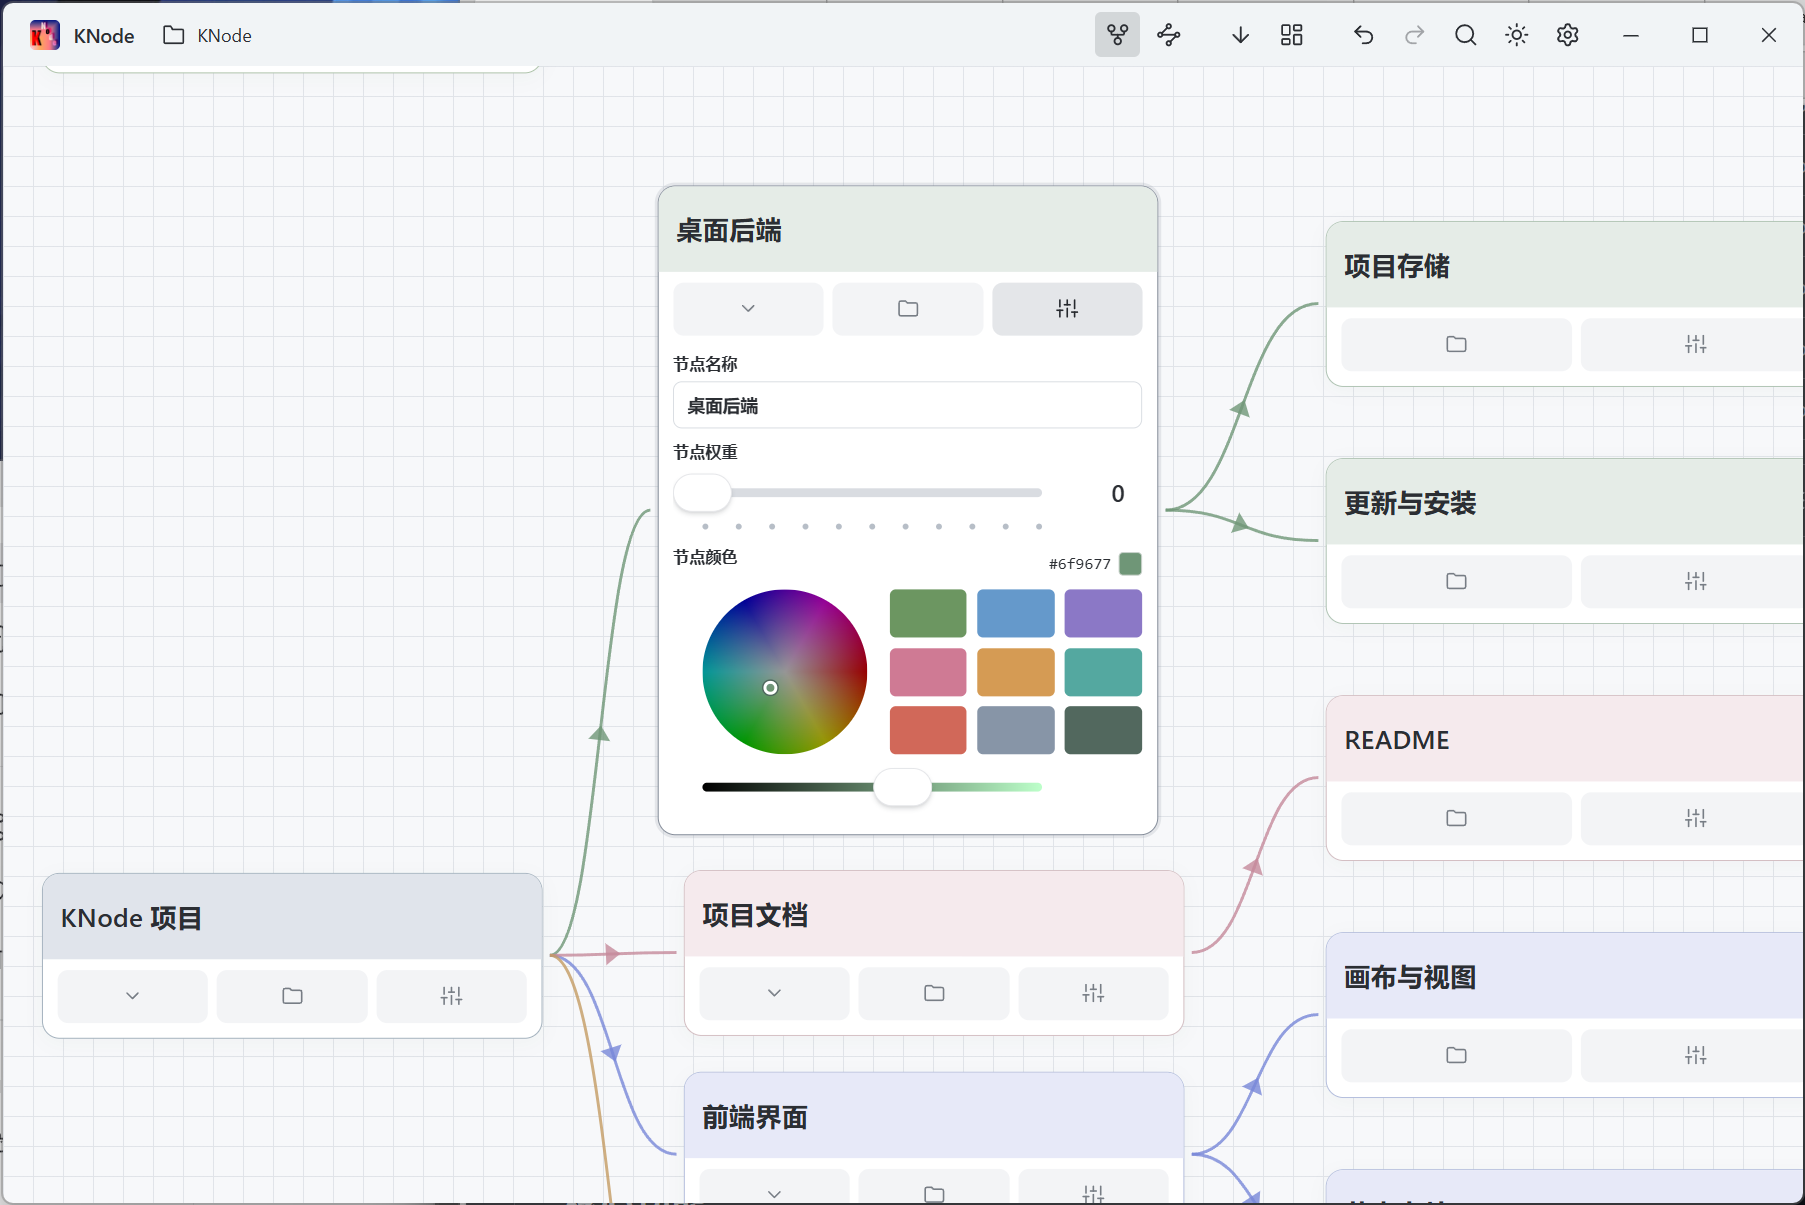 KNode
KNode
桌面后端
节点名称
桌面后端
节点权重
0
节点颜色
#6f9677
项目存储
更新与安装
README
KNode 项目
项目文档
画布与视图
前端界面